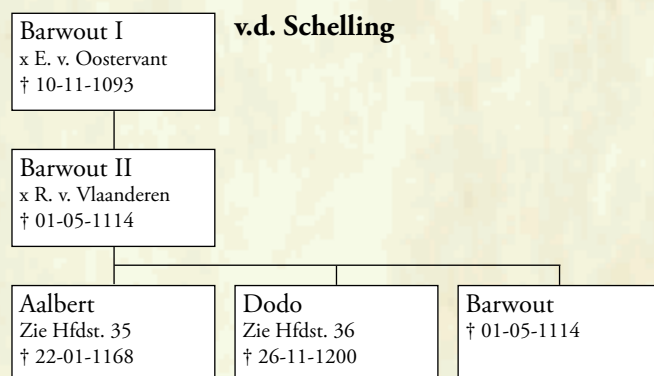 v.d. Schelling
Barwout I
x E. v. Oostervant
† 10-11-1093
Barwout II
x R. v. Vlaanderen
† 01-05-1114
Aalbert
Zie Hfdst. 35
† 22-01-1168
Dodo
Zie Hfdst. 36
† 26-11-1200
Barwout
† 01-05-1114